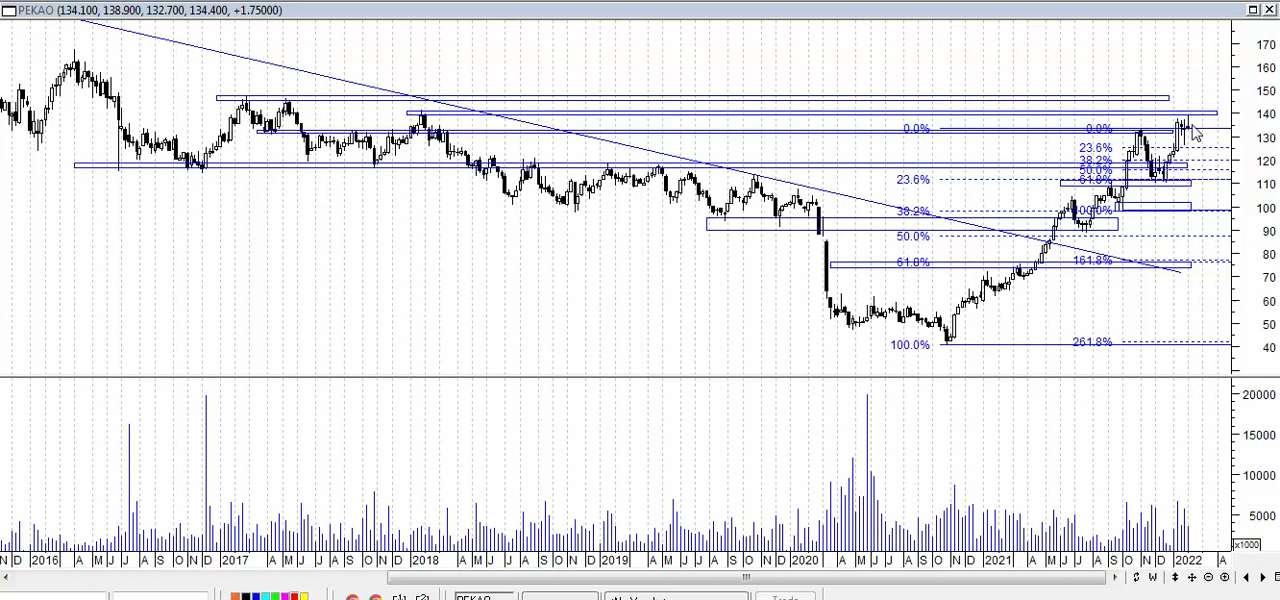 PEKAO (134.100, 138.900, 132.700, 134.400, +1.75000)
170
160
150
140
0.0% 0.0%
130
23.6%
38.2% 120
50.0%
23.6% 61.8% 110
38.2% 100.0% 100
90
50.0%
80
61.8% 161.8%
70
60
50
100.0% 261.8% 40
20000
15000
10000
5000
x1000
N D 2016 A M J J A S O N D 2017 A M J J A S O N D 2018 A M J J A S O N D 2019 A M J J A S O N D 2020 A M J J A S O N D 2021 A M J J A S O N D 2022 A
W
PEKAO